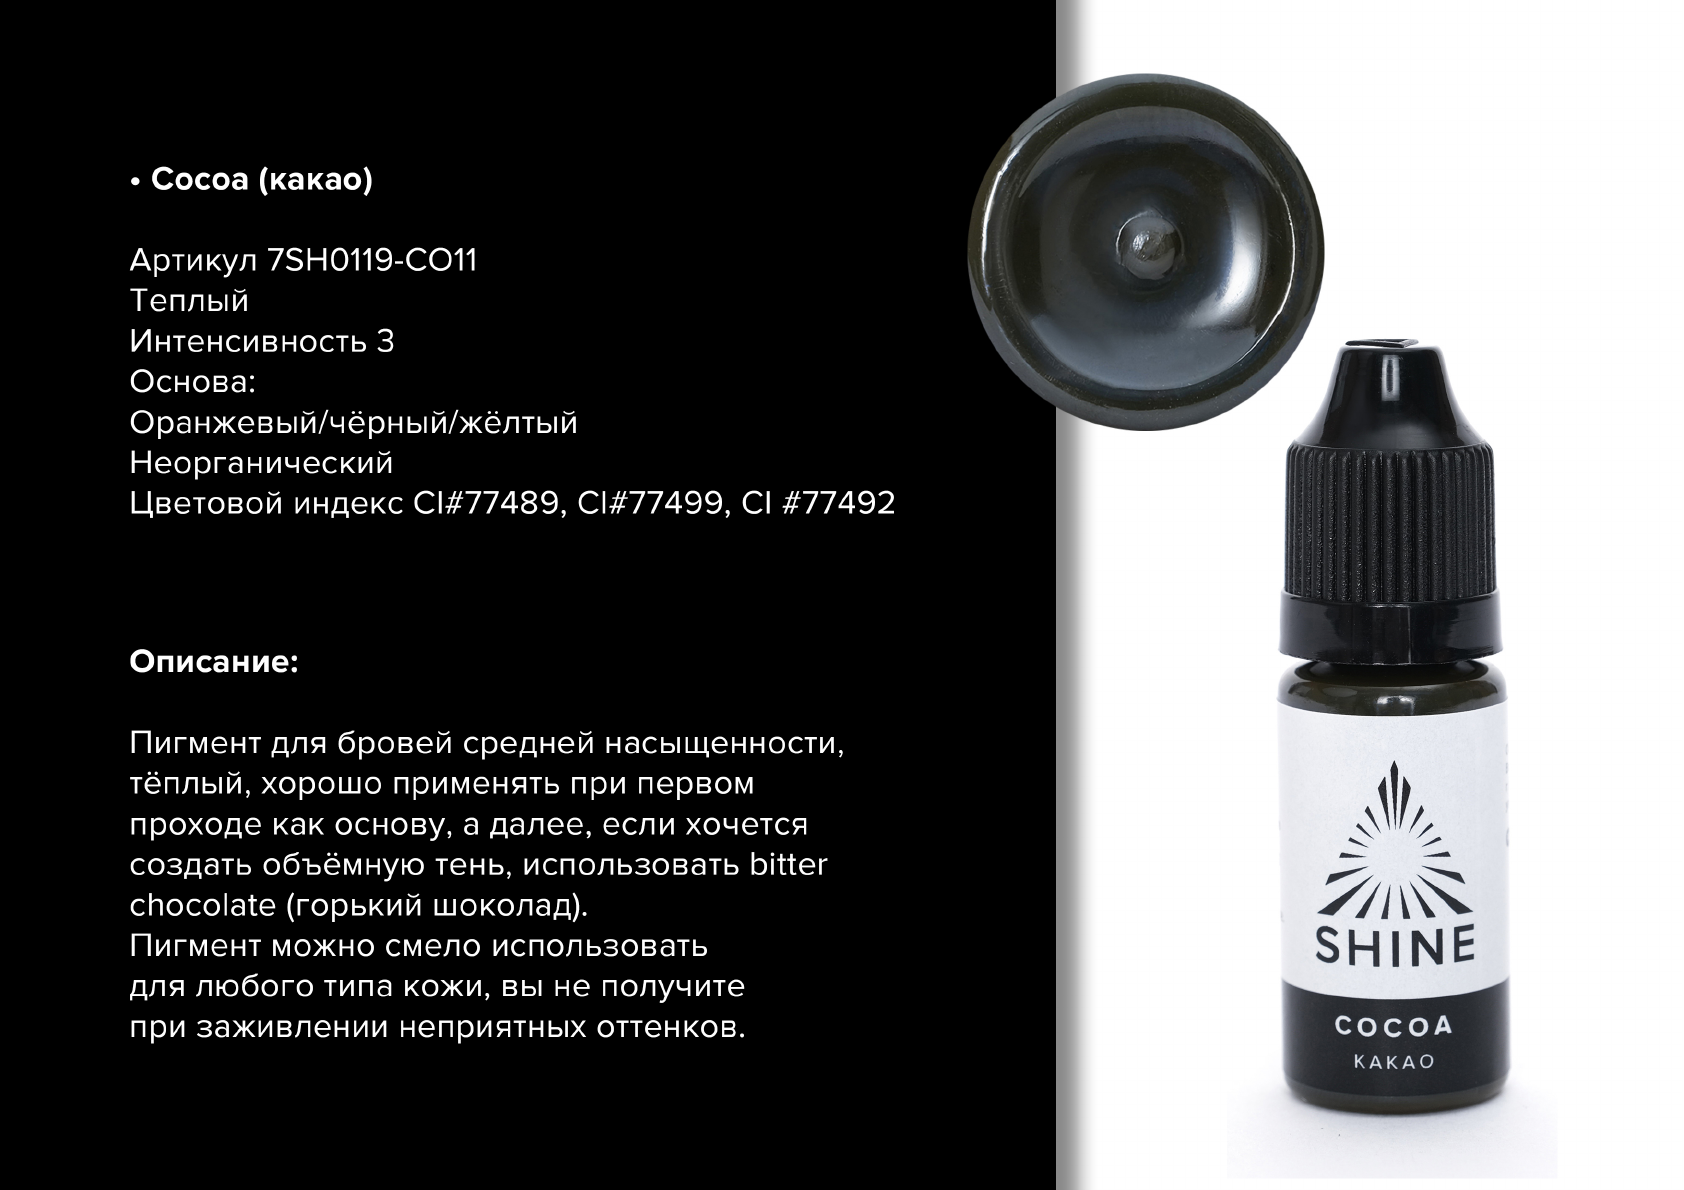 • Cocoa (какао)
Артикул 7SH0119-CO11
Теплый
Интенсивность 3
Основа:
Оранжевый/чёрный/жёлтый
Неорганический
Цветовой индекс CI#77489, CI#77499, CI #77492
Описание:
Пигмент для бровей средней насыщенности,
тёплый, хорошо применять при первом
проходе как основу, а далее, если хочется
создать объёмную тень, использовать bitter
chocolate (горький шоколад).
Пигмент можно смело использовать
для любого типа кожи, вы не получите
при заживлении неприятных оттенков.
SHINE
COCOA
КАКАО